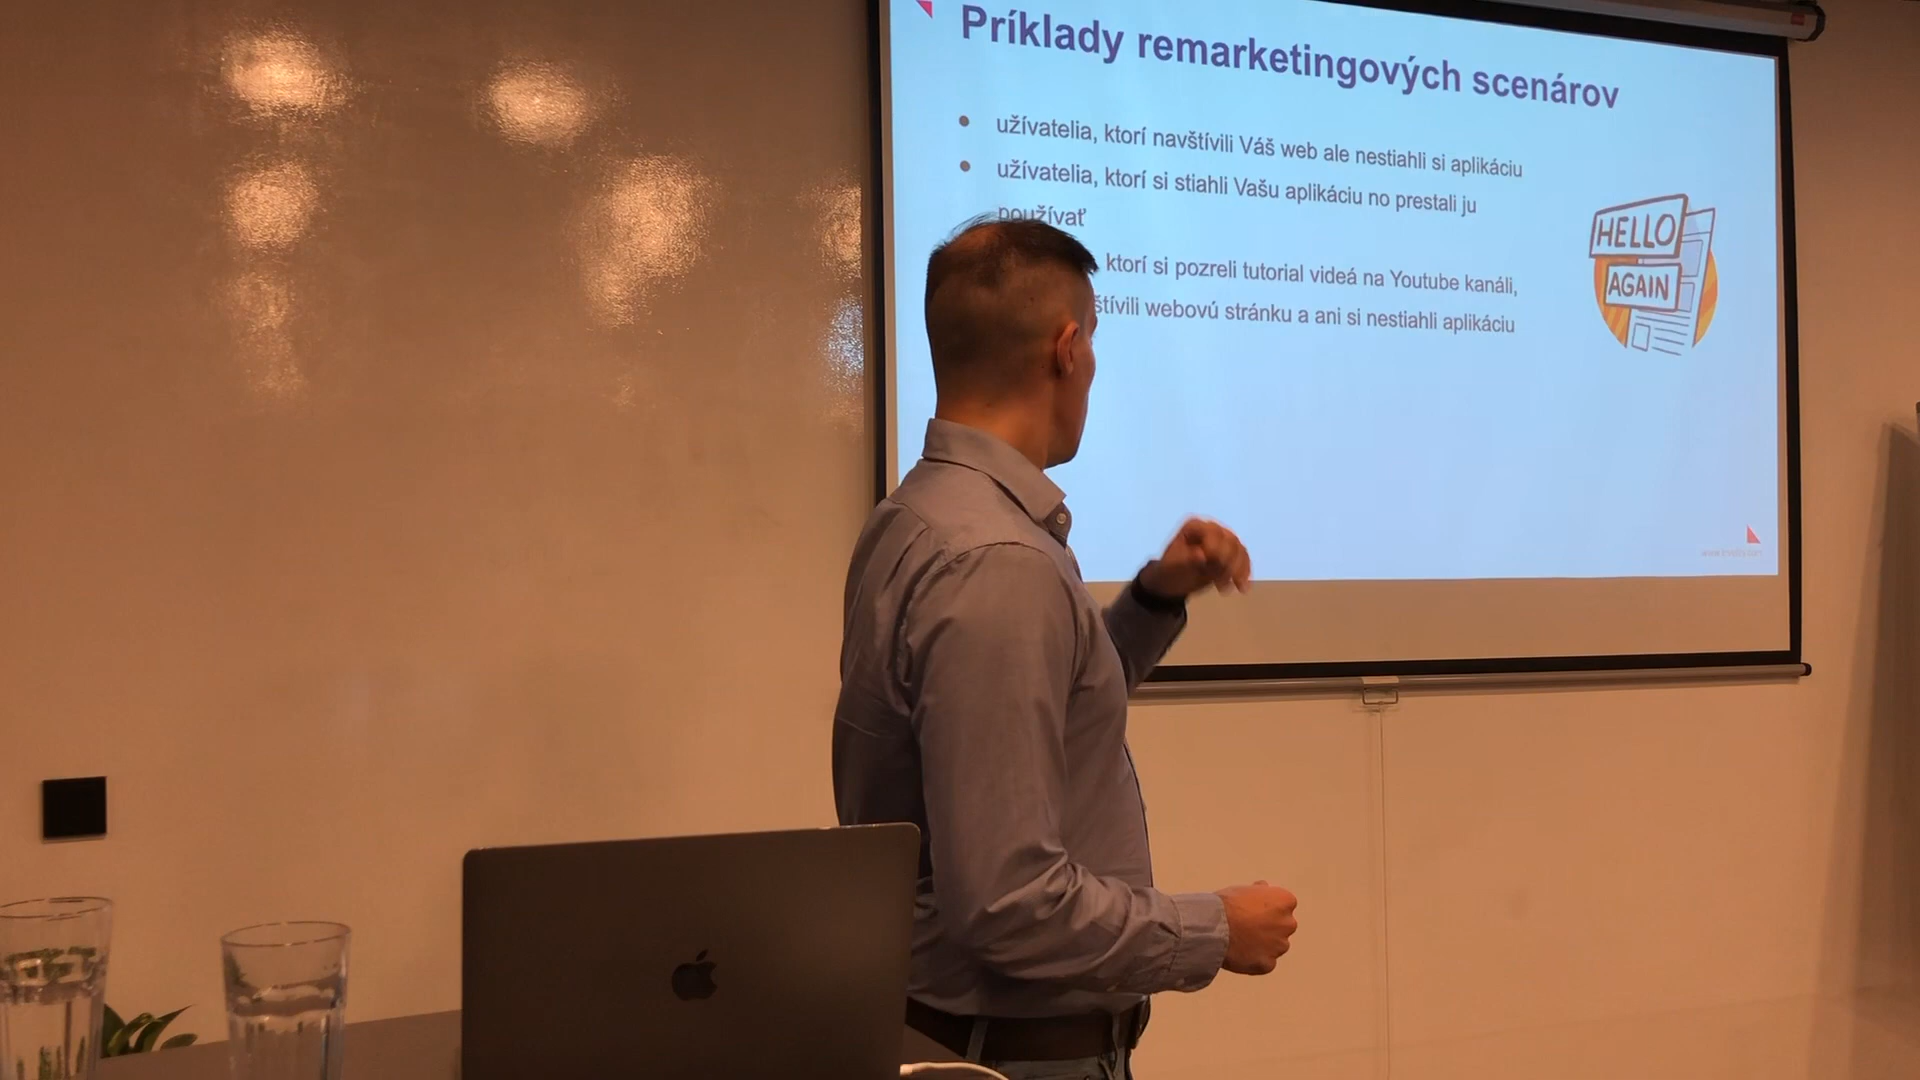 Príklady remarketingových scenárov
užívatelia, ktorí navštívili Váš web ale nestiahli si aplikáciu
užívatelia, ktorí si stiahli Vašu aplikáciu no prestali ju
používať
ktorí si pozreli tutorial videá na Youtube kanáli,
štívili webovú stránku a ani si nestiahli aplikáciu
HELLO
AGAIN